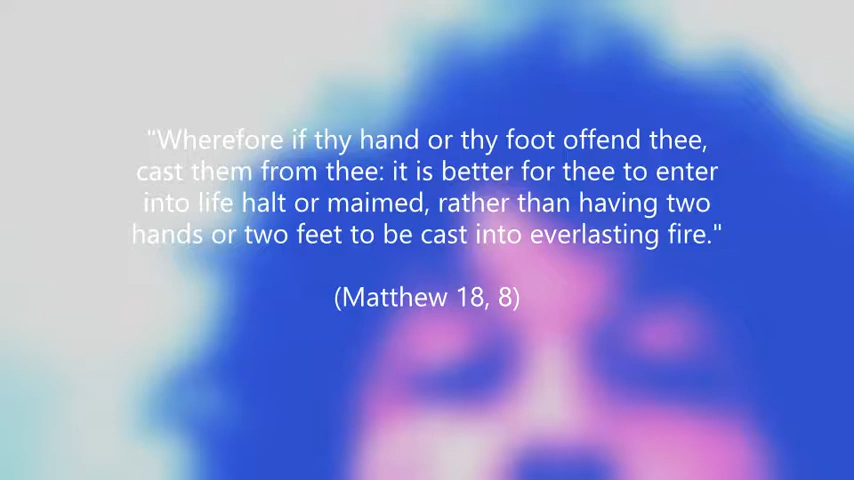 "Wherefore if thy hand or thy foot offend thee,
cast them from thee: it is better for thee to enter
into life halt or maimed, rather than having two
hands or two feet to be cast into everlasting fire."
(Matthew 18, 8)